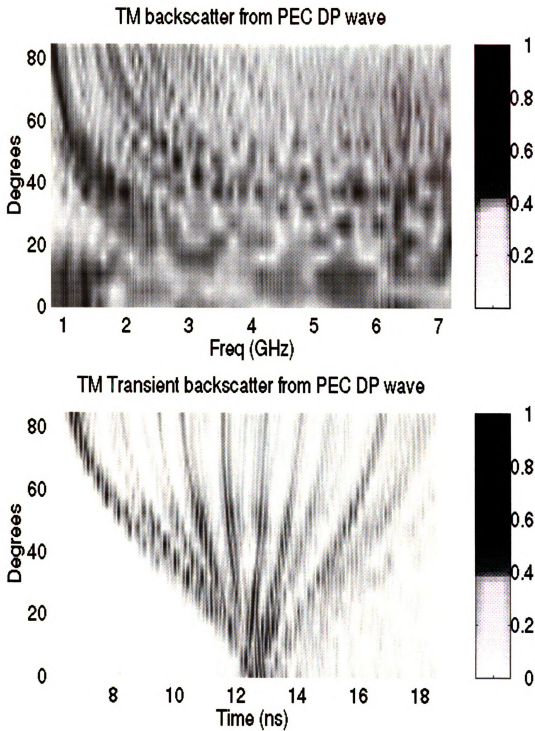 TM backscatter from PEC DP wave
80
60
40
20
0
Degrees
1 2 3 4 5 6 7
Freq (GHz)
1
0.8
0.6
0.4
0.2
TM Transient backscatter from PEC DP wave
80
60
40
20
0
Degrees
8 10 12 14 16 18
Time (ns)
1
0.8
0.6
0.4
0.2
0